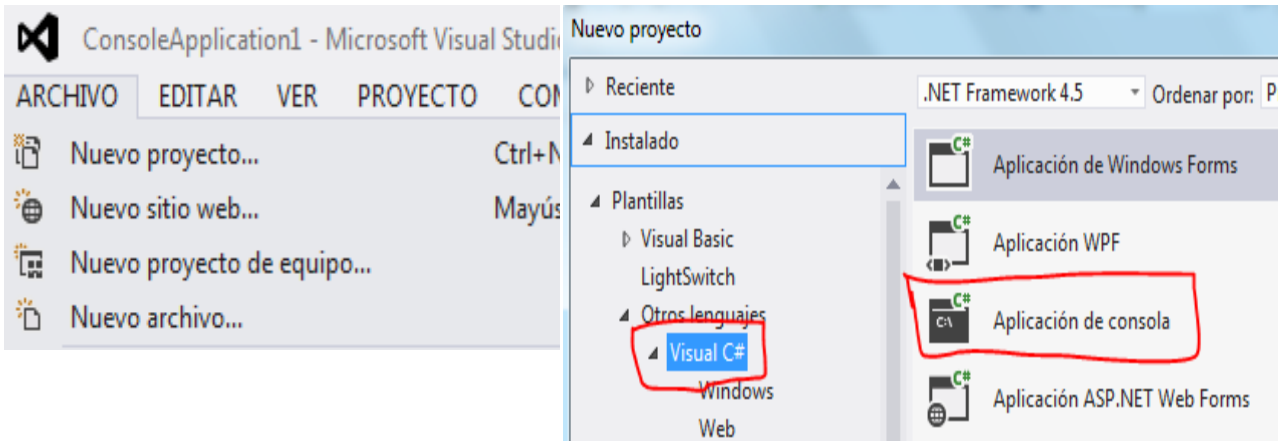 ConsoleApplication1 - Microsoft Visual Studi
ARCHIVO EDITAR VER PROYECTO CO
Nuevo proyecto... Ctrl+N
Nuevo sitio web... Mayús
Nuevo proyecto de equipo...
Nuevo archivo...
Nuevo proyecto
Reciente
Instalado
Plantillas
Visual Basic
LightSwitch
Otros lenguajes
Visual C#
Windows
Web
.NET Framework 4.5 Ordenar por: P
C# Aplicación de Windows Forms
C# Aplicación WPF
C# C:\ Aplicación de consola
C# Aplicación ASP.NET Web Forms